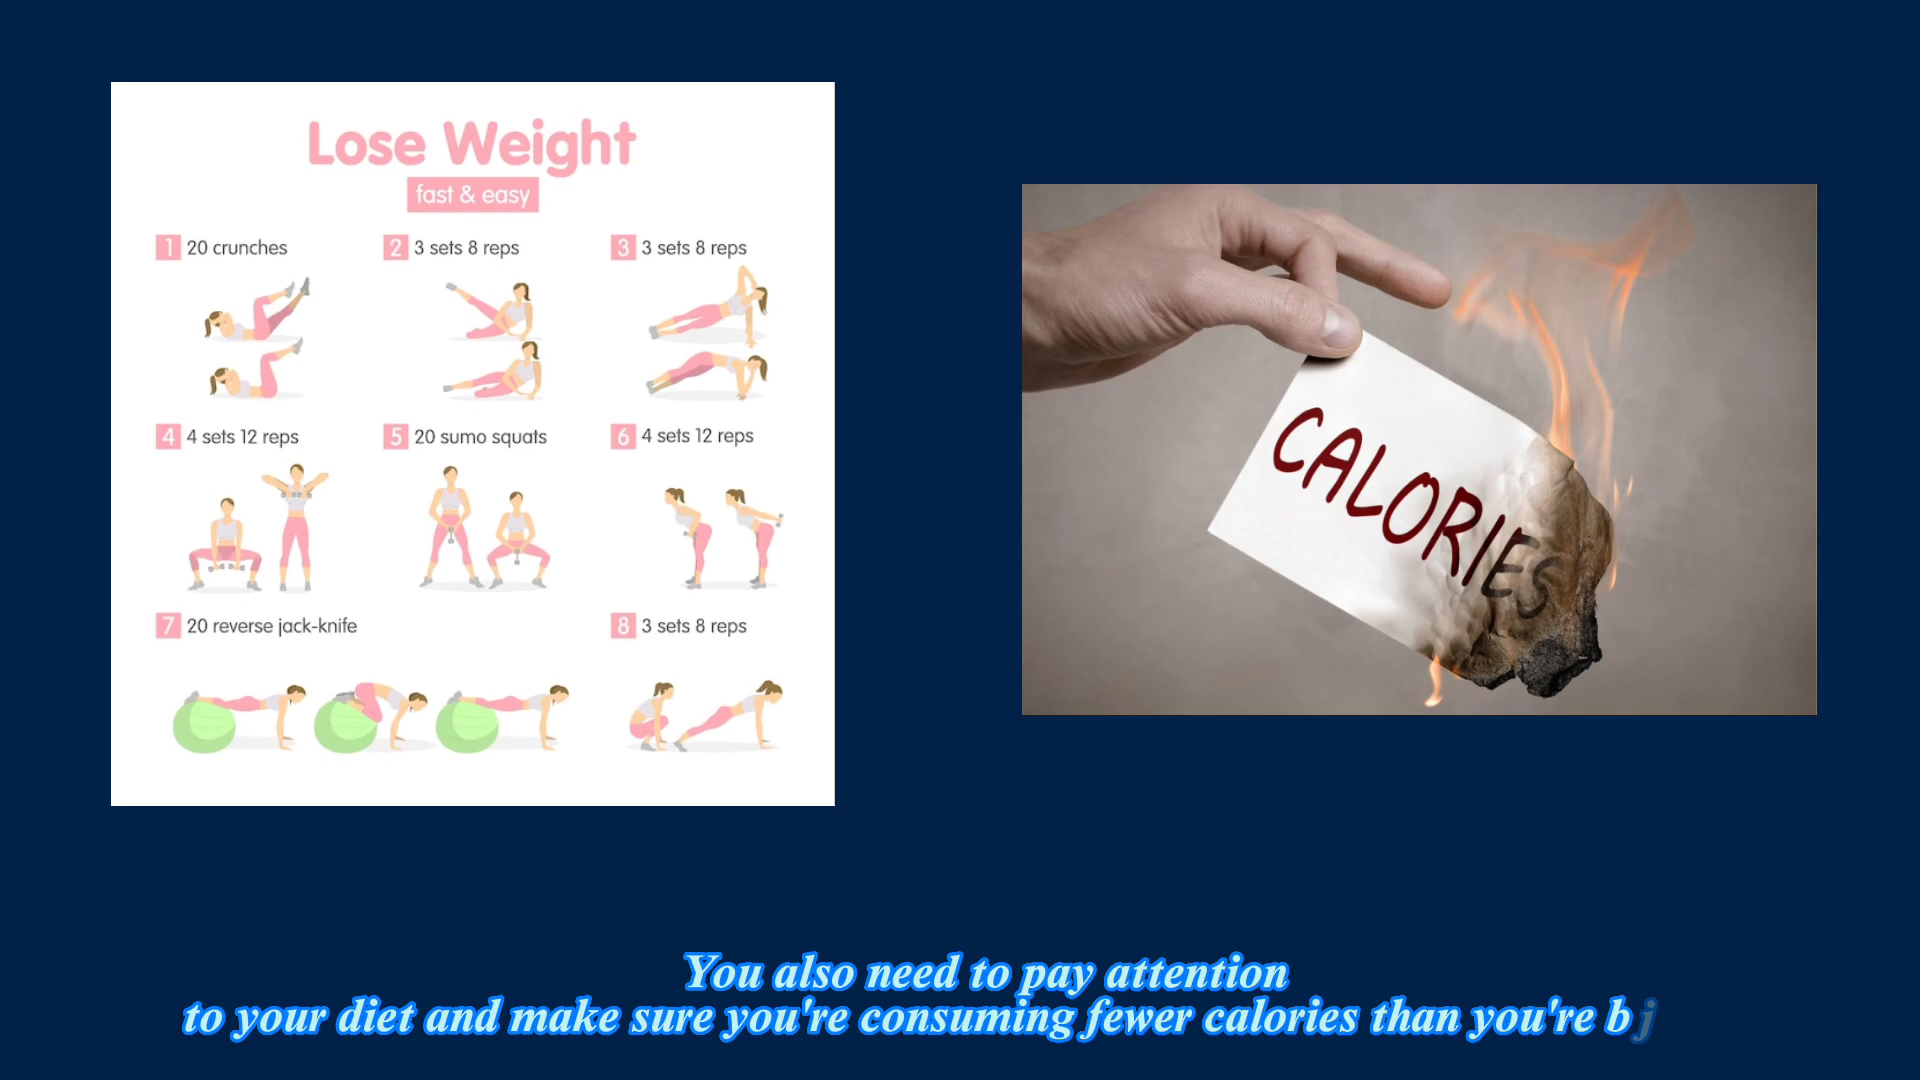 Lose Weight
fast & easy
1 20 crunches
2 3 sets 8 reps
3 3 sets 8 reps
4 4 sets 12 reps
5 20 sumo squats
6 4 sets 12 reps
7 20 reverse jack-knife
8 3 sets 8 reps
CALORIES
You also need to pay attention
to your diet and make sure you're consuming fewer calories than you're b